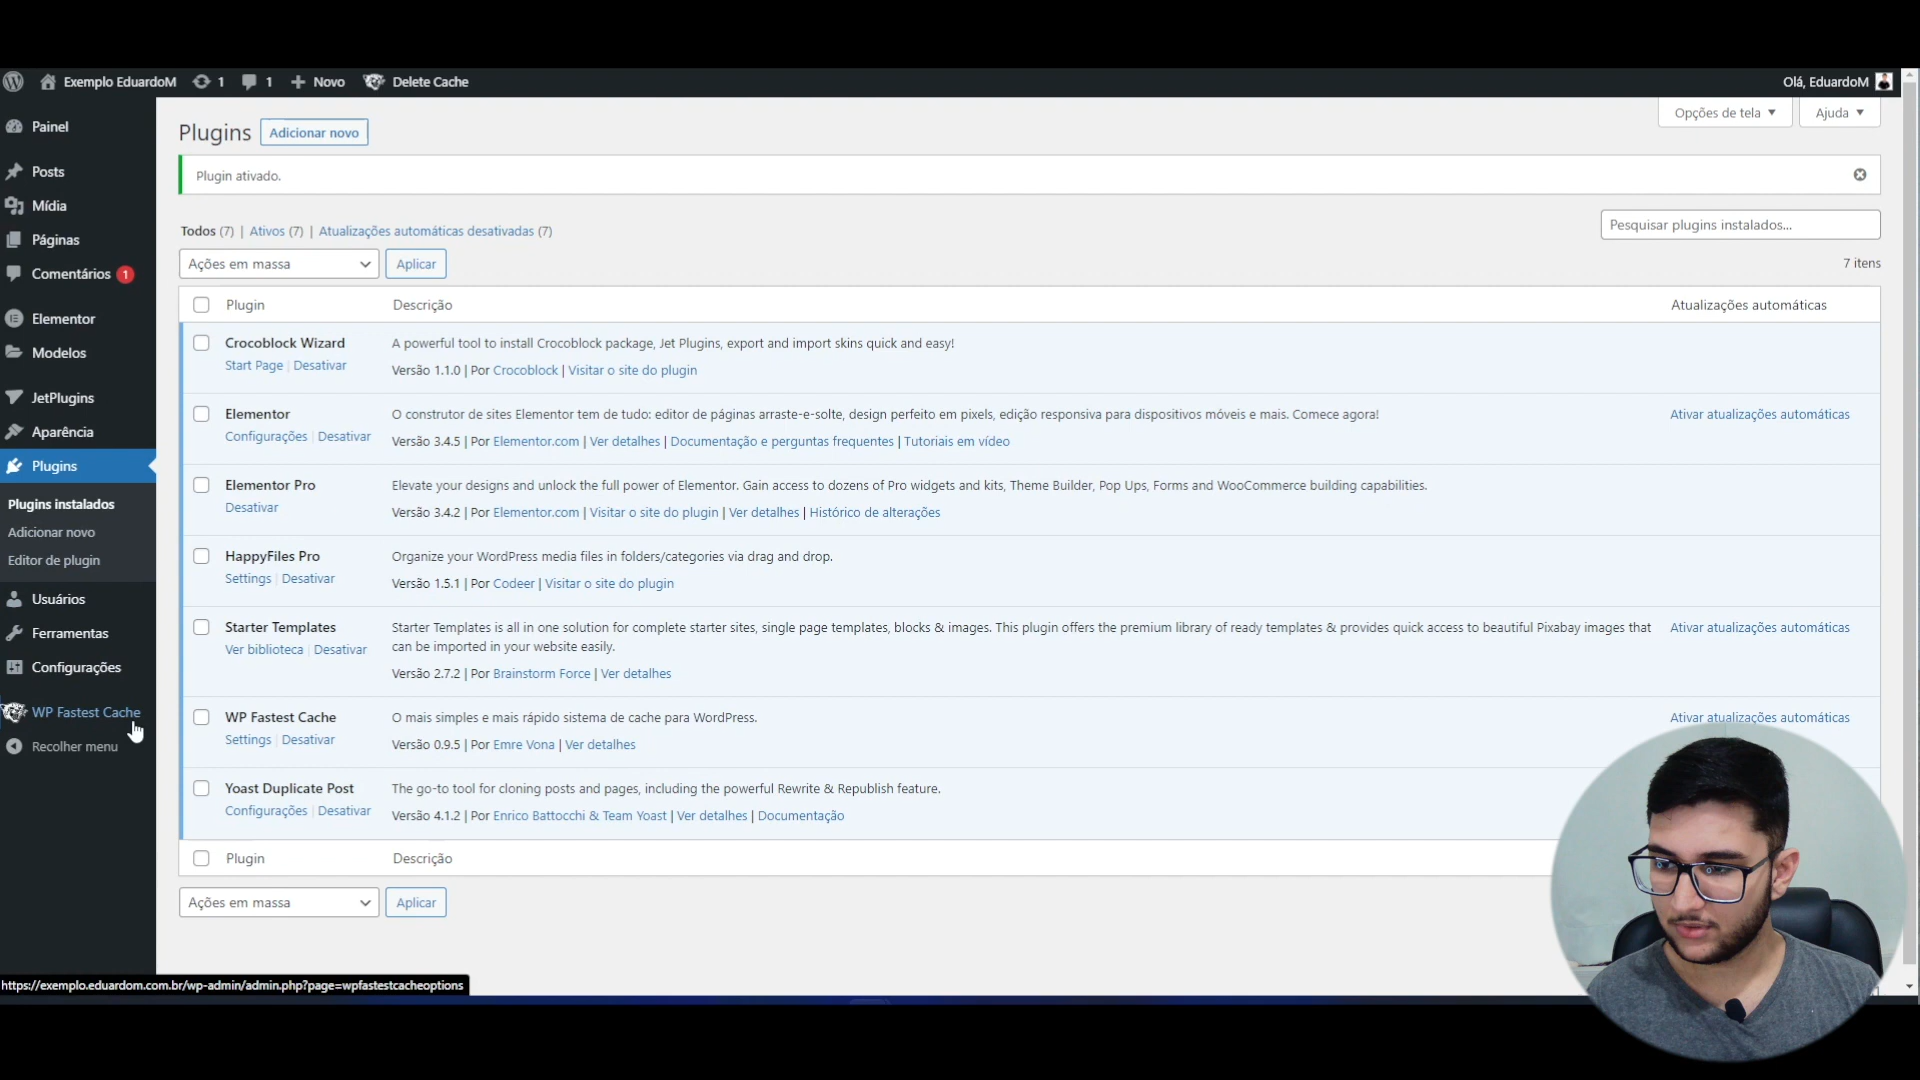 Exemplo EduardoM 1 1 Novo Delete Cache Olá, EduardoM
Opções de tela Ajuda
Painel
Posts
Mídia
Páginas
Comentários 1
Elementor
Modelos
JetPlugins
Aparência
Plugins
Plugins instalados
Adicionar novo
Editor de plugin
Usuários
Ferramentas
Configurações
WP Fastest Cache
Recolher menu
Plugins Adicionar novo
Plugin ativado.
Todos (7) | Ativos (7) | Atualizações automáticas desativadas (7)
Pesquisar plugins instalados...
Ações em massa Aplicar
7 itens
Plugin Descrição Atualizações automáticas
Crocoblock Wizard A powerful tool to install Crocoblock package, Jet Plugins, export and import skins quick and easy!
Start Page | Desativar
Versão 1.1.0 | Por Crocoblock | Visitar o site do plugin
Elementor O construtor de sites Elementor tem de tudo: editor de páginas arraste-e-solte, design perfeito em pixels, edição responsiva para dispositivos móveis e mais. Comece agora! Ativar atualizações automáticas
Configurações | Desativar
Versão 3.4.5 | Por Elementor.com | Ver detalhes | Documentação e perguntas frequentes | Tutoriais em vídeo
Elementor Pro Elevate your designs and unlock the full power of Elementor. Gain access to dozens of Pro widgets and kits, Theme Builder, Pop Ups, Forms and WooCommerce building capabilities.
Desativar
Versão 3.4.2 | Por Elementor.com | Visitar o site do plugin | Ver detalhes | Histórico de alterações
HappyFiles Pro Organize your WordPress media files in folders/categories via drag and drop.
Settings | Desativar
Versão 1.5.1 | Por Codeer | Visitar o site do plugin
Starter Templates Starter Templates is all in one solution for complete starter sites, single page templates, blocks & images. This plugin offers the premium library of ready templates & provides quick access to beautiful Pixabay images that Ativar atualizações automáticas
Ver biblioteca | Desativar can be imported in your website easily.
Versão 2.7.2 | Por Brainstorm Force | Ver detalhes
WP Fastest Cache O mais simples e mais rápido sistema de cache para WordPress. Ativar atualizações automáticas
Settings | Desativar
Versão 0.9.5 | Por Emre Vona | Ver detalhes
Yoast Duplicate Post The go-to tool for cloning posts and pages, including the powerful Rewrite & Republish feature.
Configurações | Desativar
Versão 4.1.2 | Por Enrico Battocchi & Team Yoast | Ver detalhes | Documentação
Plugin Descrição
Ações em massa Aplicar
https://exemplo.eduardom.com.br/wp-admin/admin.php?page=wpfastestcacheoptions